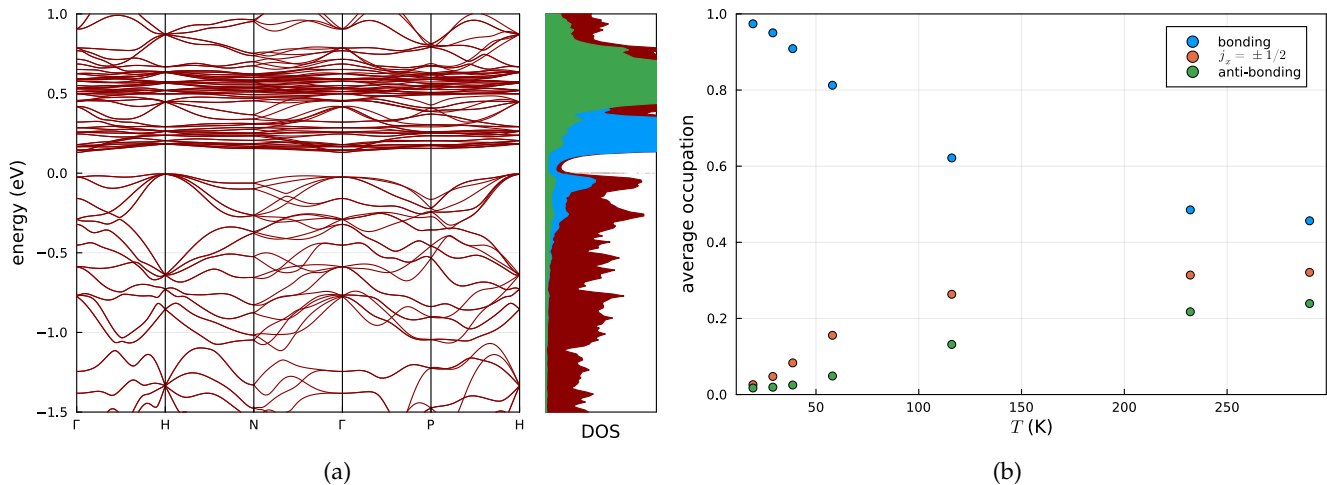 1.0
0.5
0.0
−0.5
−1.0
−1.5
energy (eV)
Γ
H
N
Γ
P
H
DOS
(a)
1.0
0.8
0.6
0.4
0.2
0.0
average occupation
bonding
j_x = ±1/2
anti-bonding
50
100
150
200
250
T (K)
(b)